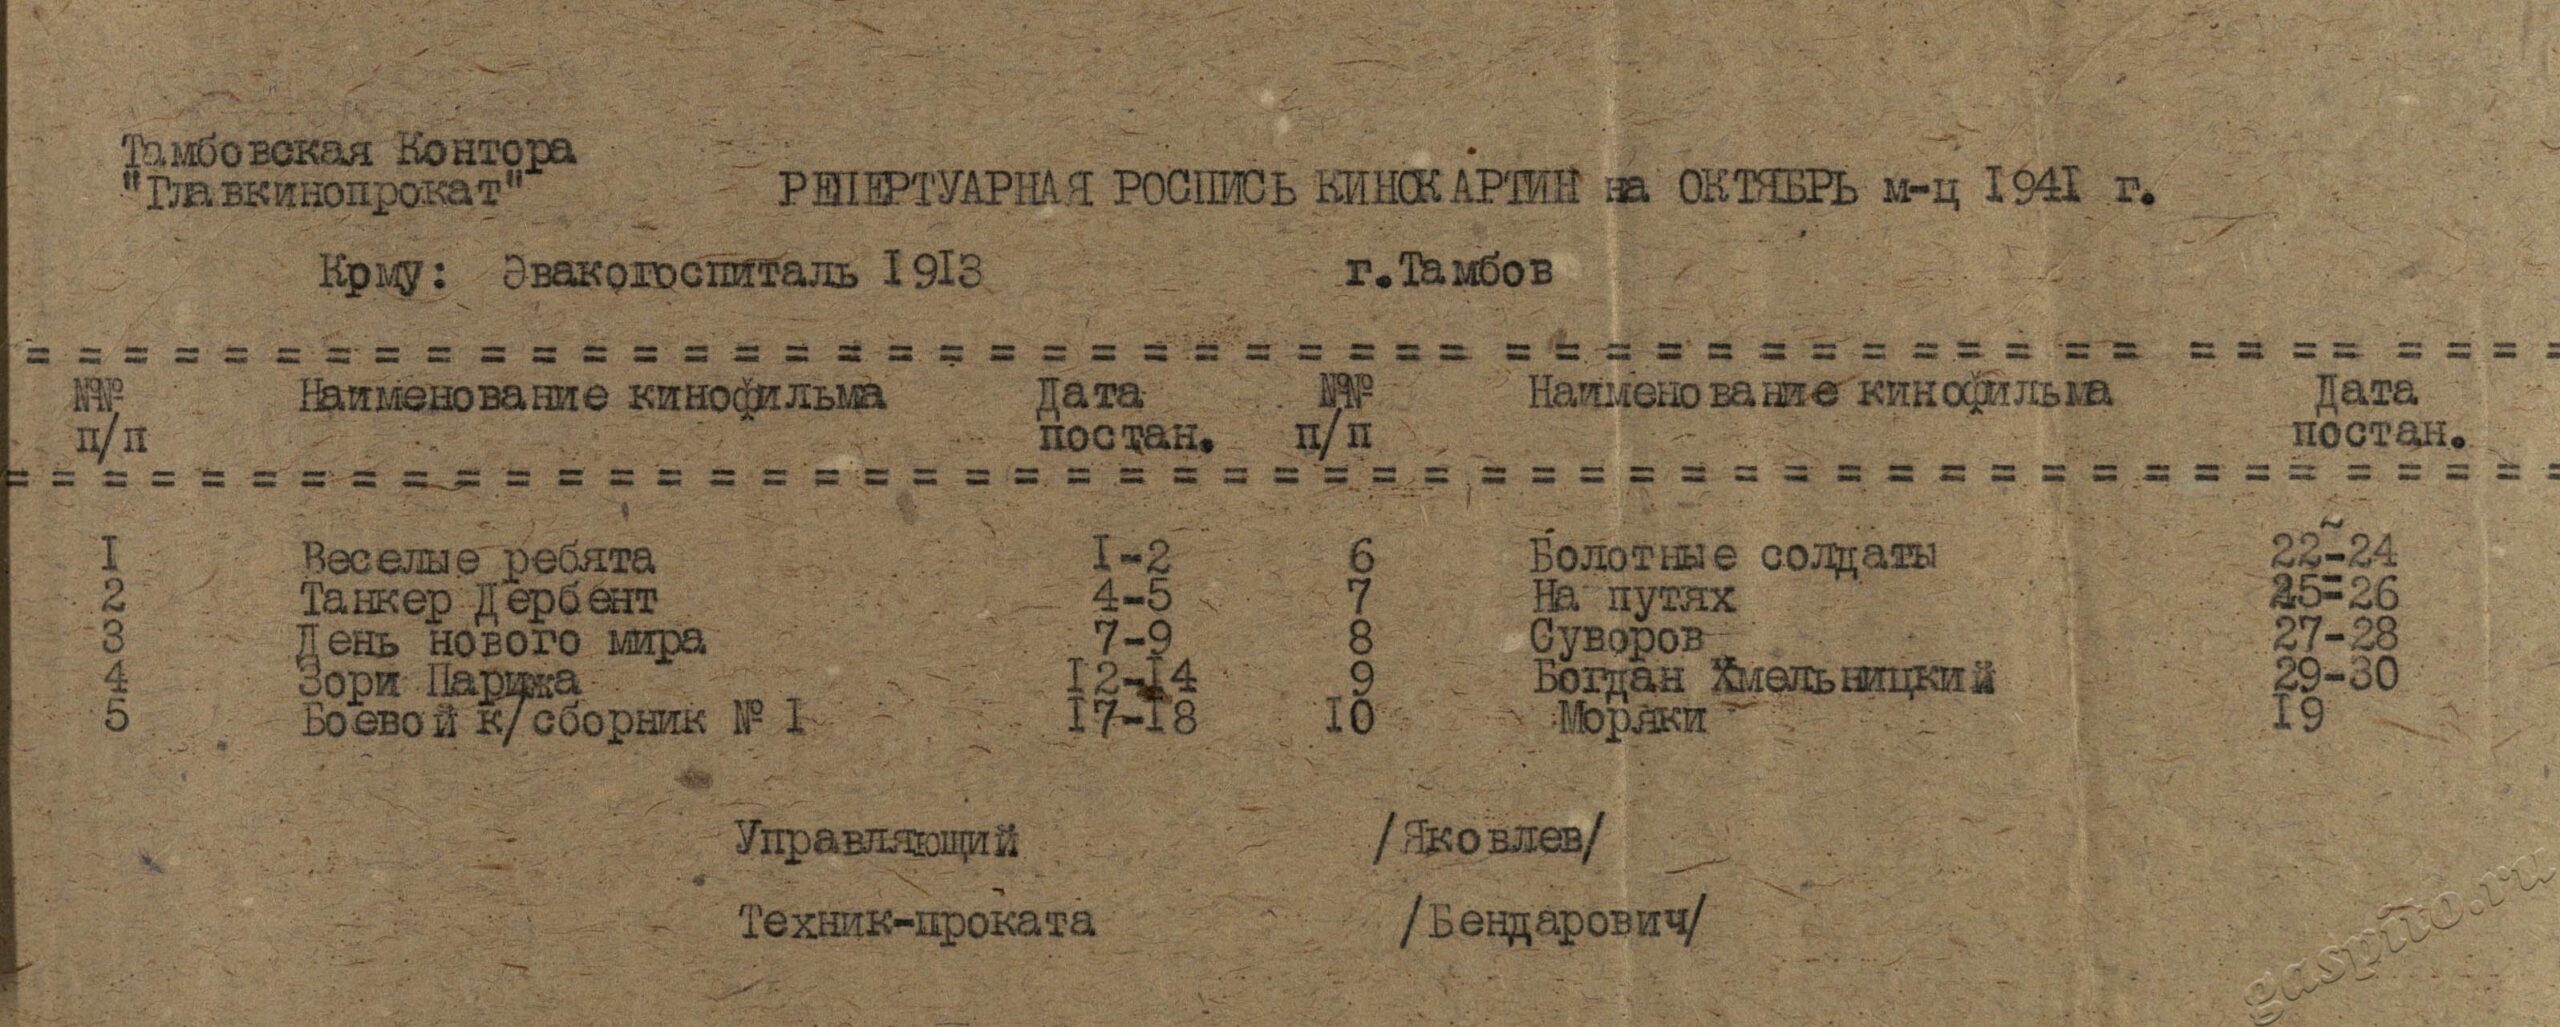 Тамбовская Контора
"Главкинопрокат" РЕПЕРТУАРНАЯ РОСПИСЬ КИНОКАРТИН на ОКТЯБРЬ м-ц 1941 г.
Кому: Эвакогоспиталь 1913 г.Тамбов
= = = = = = = = = = = = = = = = = = = = = = = = = = = = = = = = = = = = = = = = = = = = = = = = = =
№№ Наименование кинофильма Дата №№ Наименование кинофильма Дата
п/п постан. п/п постан.
= = = = = = = = = = = = = = = = = = = = = = = = = = = = = = = = = = = = = = = = = = = = = = = = = = =
1 Веселые ребята 1-2 6 Болотные солдаты 22-24
2 Танкер Дербент 4-5 7 На путях 25-26
3 День нового мира 7-9 8 Суворов 27-28
4 Зори Парижа 12-14 9 Богдан Хмельницкий 29-30
5 Боевой к/сборник № 1 17-18 10 Моряки 19
Управляющий /Яковлев/
Техник-проката /Бендарович/
gaspito.ru